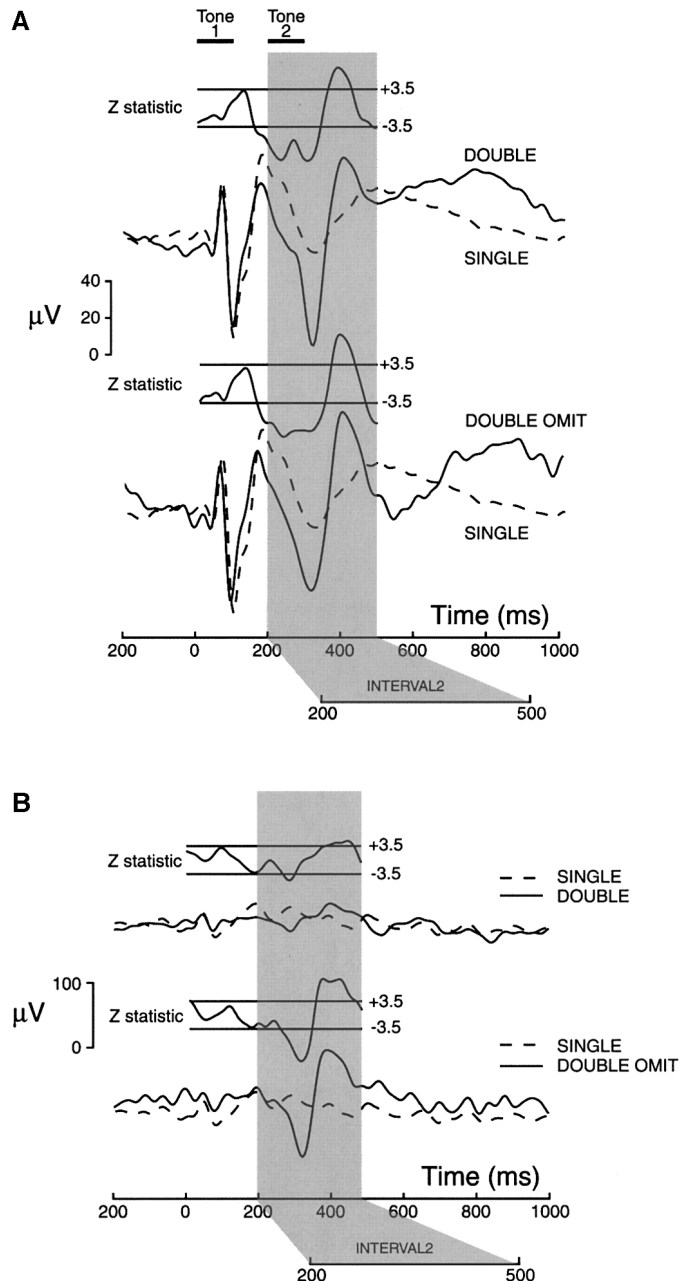 A
Tone
1
Tone
2
Z statistic
+3.5
-3.5
DOUBLE
SINGLE
40
20
0
μV
Z statistic
+3.5
-3.5
DOUBLE OMIT
SINGLE
Time (ms)
200 0 200 400 600 800 1000
INTERVAL2
200 500
B
Z statistic
+3.5
-3.5
SINGLE
DOUBLE
100
0
μV
Z statistic
+3.5
-3.5
SINGLE
DOUBLE OMIT
Time (ms)
200 0 200 400 600 800 1000
INTERVAL2
200 500